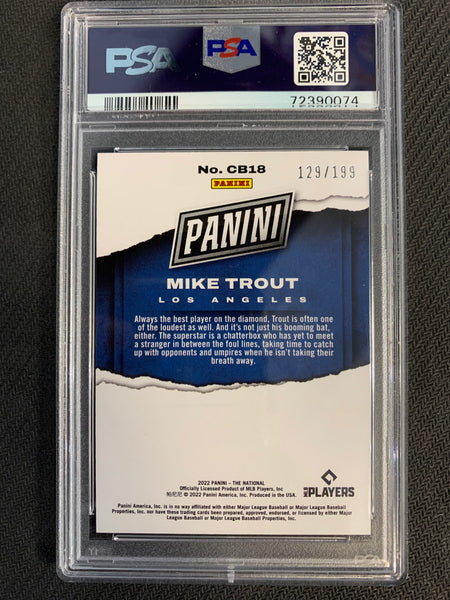 PSA
PSA
72390074
No. CB18
129/199
PANINI
PANINI
MIKE TROUT
LOS ANGELES
Always the best player on the diamond, Trout is often one
of the loudest as well. And it's not just his booming bat,
either. The superstar is a chatterbox who has yet to meet
a stranger in between the foul lines, taking time to catch
up with opponents and umpires when he isn't taking their
breath away.
2022 PANINI – THE NATIONAL
Officially Licensed Product of MLB Players, Inc
帕尼尼 © 2022 Panini America, Inc. Produced in the USA.
PLAYERS
Panini America, Inc. is in no way affiliated with either Major League Baseball or Major League Baseball
Properties, Inc. nor have these trading cards been prepared, approved, endorsed, or licensed by either Major
League Baseball or Major League Baseball Properties, Inc.
PSA